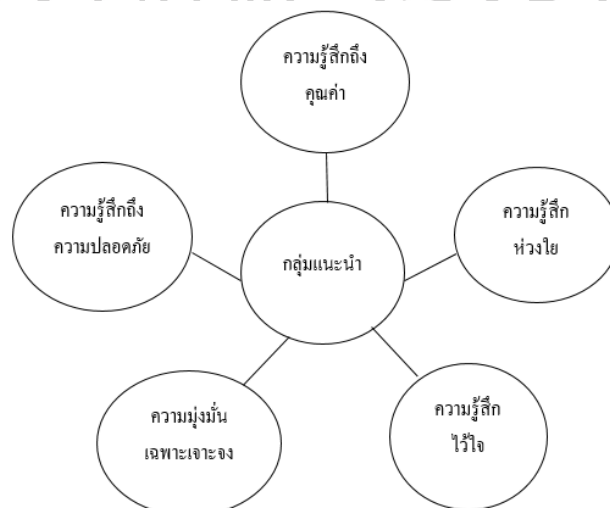 ความรู้สึกถึง
คุณค่า
ความรู้สึกถึง
ความปลอดภัย
ความรู้สึก
ห่วงใย
กลุ่มแนะนำ
ความมุ่งมั่น
เฉพาะเจาะจง
ความรู้สึก
ไว้ใจ